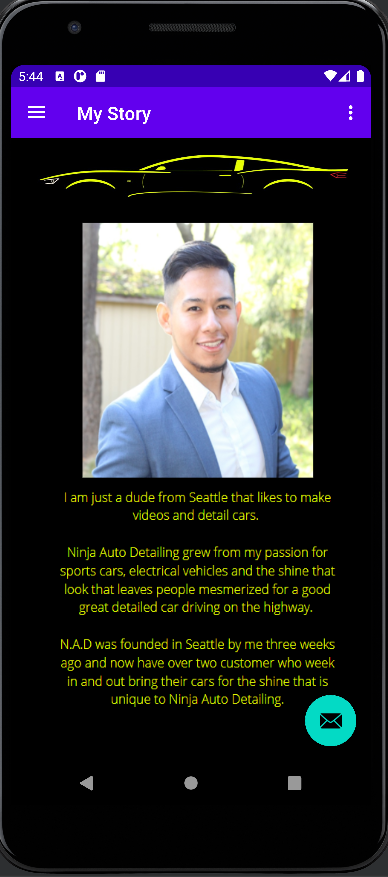 5:44
My Story
I am just a dude from Seattle that likes to make
videos and detail cars.
Ninja Auto Detailing grew from my passion for
sports cars, electrical vehicles and the shine that
look that leaves people mesmerized for a good
great detailed car driving on the highway.
N.A.D was founded in Seattle by me three weeks
ago and now have over two customer who week
in and out bring their cars for the shine that is
unique to Ninja Auto Detailing.